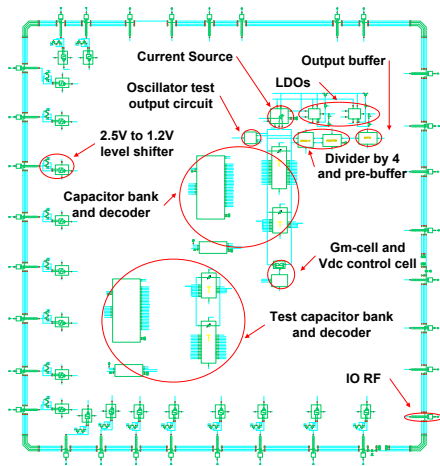 Current Source
Output buffer
LDOs
Oscillator test
output circuit
2.5V to 1.2V
level shifter
Divider by 4
and pre-buffer
Capacitor bank
and decoder
Gm-cell and
Vdc control cell
Test capacitor bank
and decoder
IO RF